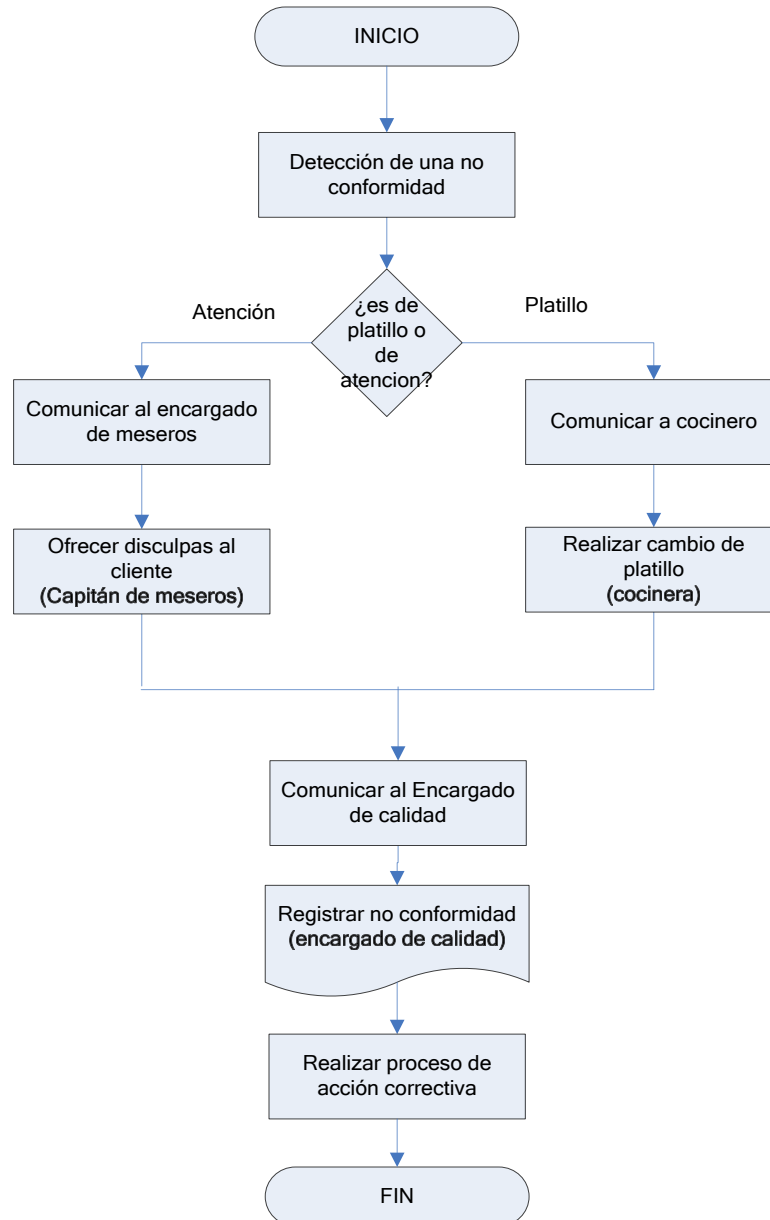 INICIO
Detección de una no
conformidad
¿es de
platillo o
de
atencion?
Atención
Platillo
Comunicar al encargado
de meseros
Comunicar a cocinero
Ofrecer disculpas al
cliente
(Capitán de meseros)
Realizar cambio de
platillo
(cocinera)
Comunicar al Encargado
de calidad
Registrar no conformidad
(encargado de calidad)
Realizar proceso de
acción correctiva
FIN